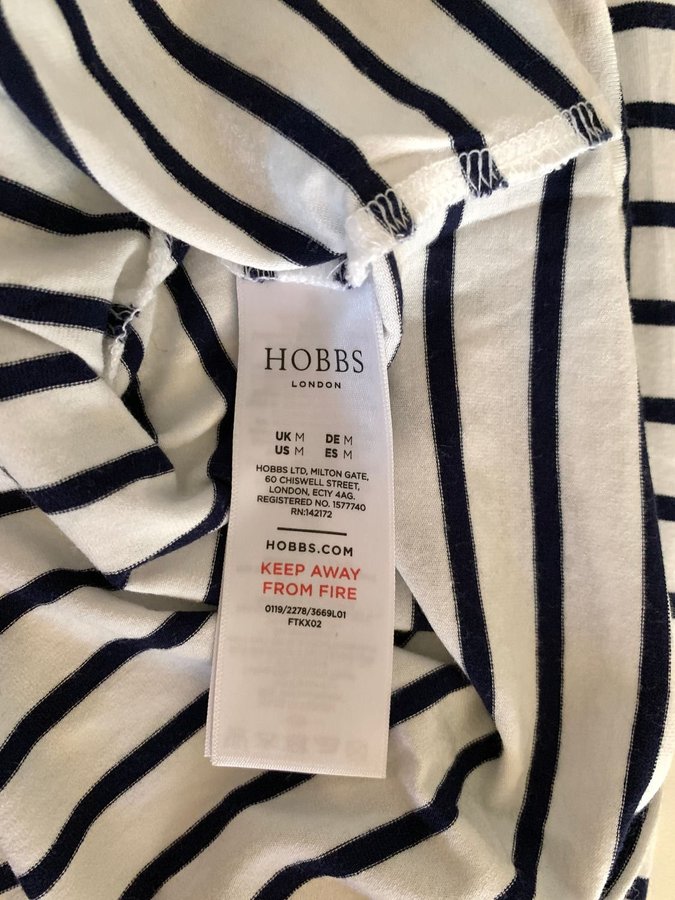 HOBBS
LONDON
UK M DE M
US M ES M
HOBBS LTD, MILTON GATE,
60 CHISWELL STREET,
LONDON, EC1Y 4AG.
REGISTERED NO. 1577740
RN:142172
HOBBS.COM
KEEP AWAY
FROM FIRE
0119/2278/3669L01
FTKX02